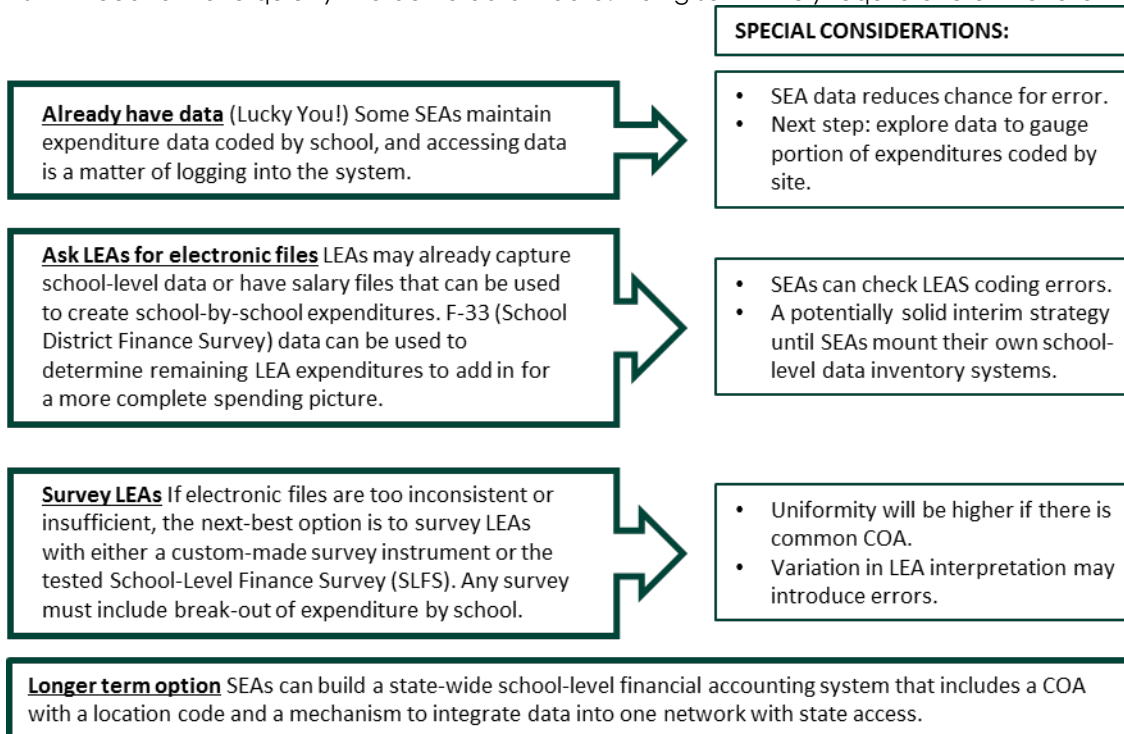 SPECIAL CONSIDERATIONS:
Already have data (Lucky You!) Some SEAs maintain
expenditure data coded by school, and accessing data
is a matter of logging into the system.
• SEA data reduces chance for error.
• Next step: explore data to gauge
portion of expenditures coded by
site.
Ask LEAs for electronic files LEAs may already capture
school-level data or have salary files that can be used
to create school-by-school expenditures. F-33 (School
District Finance Survey) data can be used to
determine remaining LEA expenditures to add in for
a more complete spending picture.
• SEAs can check LEAS coding errors.
• A potentially solid interim strategy
until SEAs mount their own school-
level data inventory systems.
Survey LEAs If electronic files are too inconsistent or
insufficient, the next-best option is to survey LEAs
with either a custom-made survey instrument or the
tested School-Level Finance Survey (SLFS). Any survey
must include break-out of expenditure by school.
• Uniformity will be higher if there is
common COA.
• Variation in LEA interpretation may
introduce errors.
Longer term option SEAs can build a state-wide school-level financial accounting system that includes a COA
with a location code and a mechanism to integrate data into one network with state access.